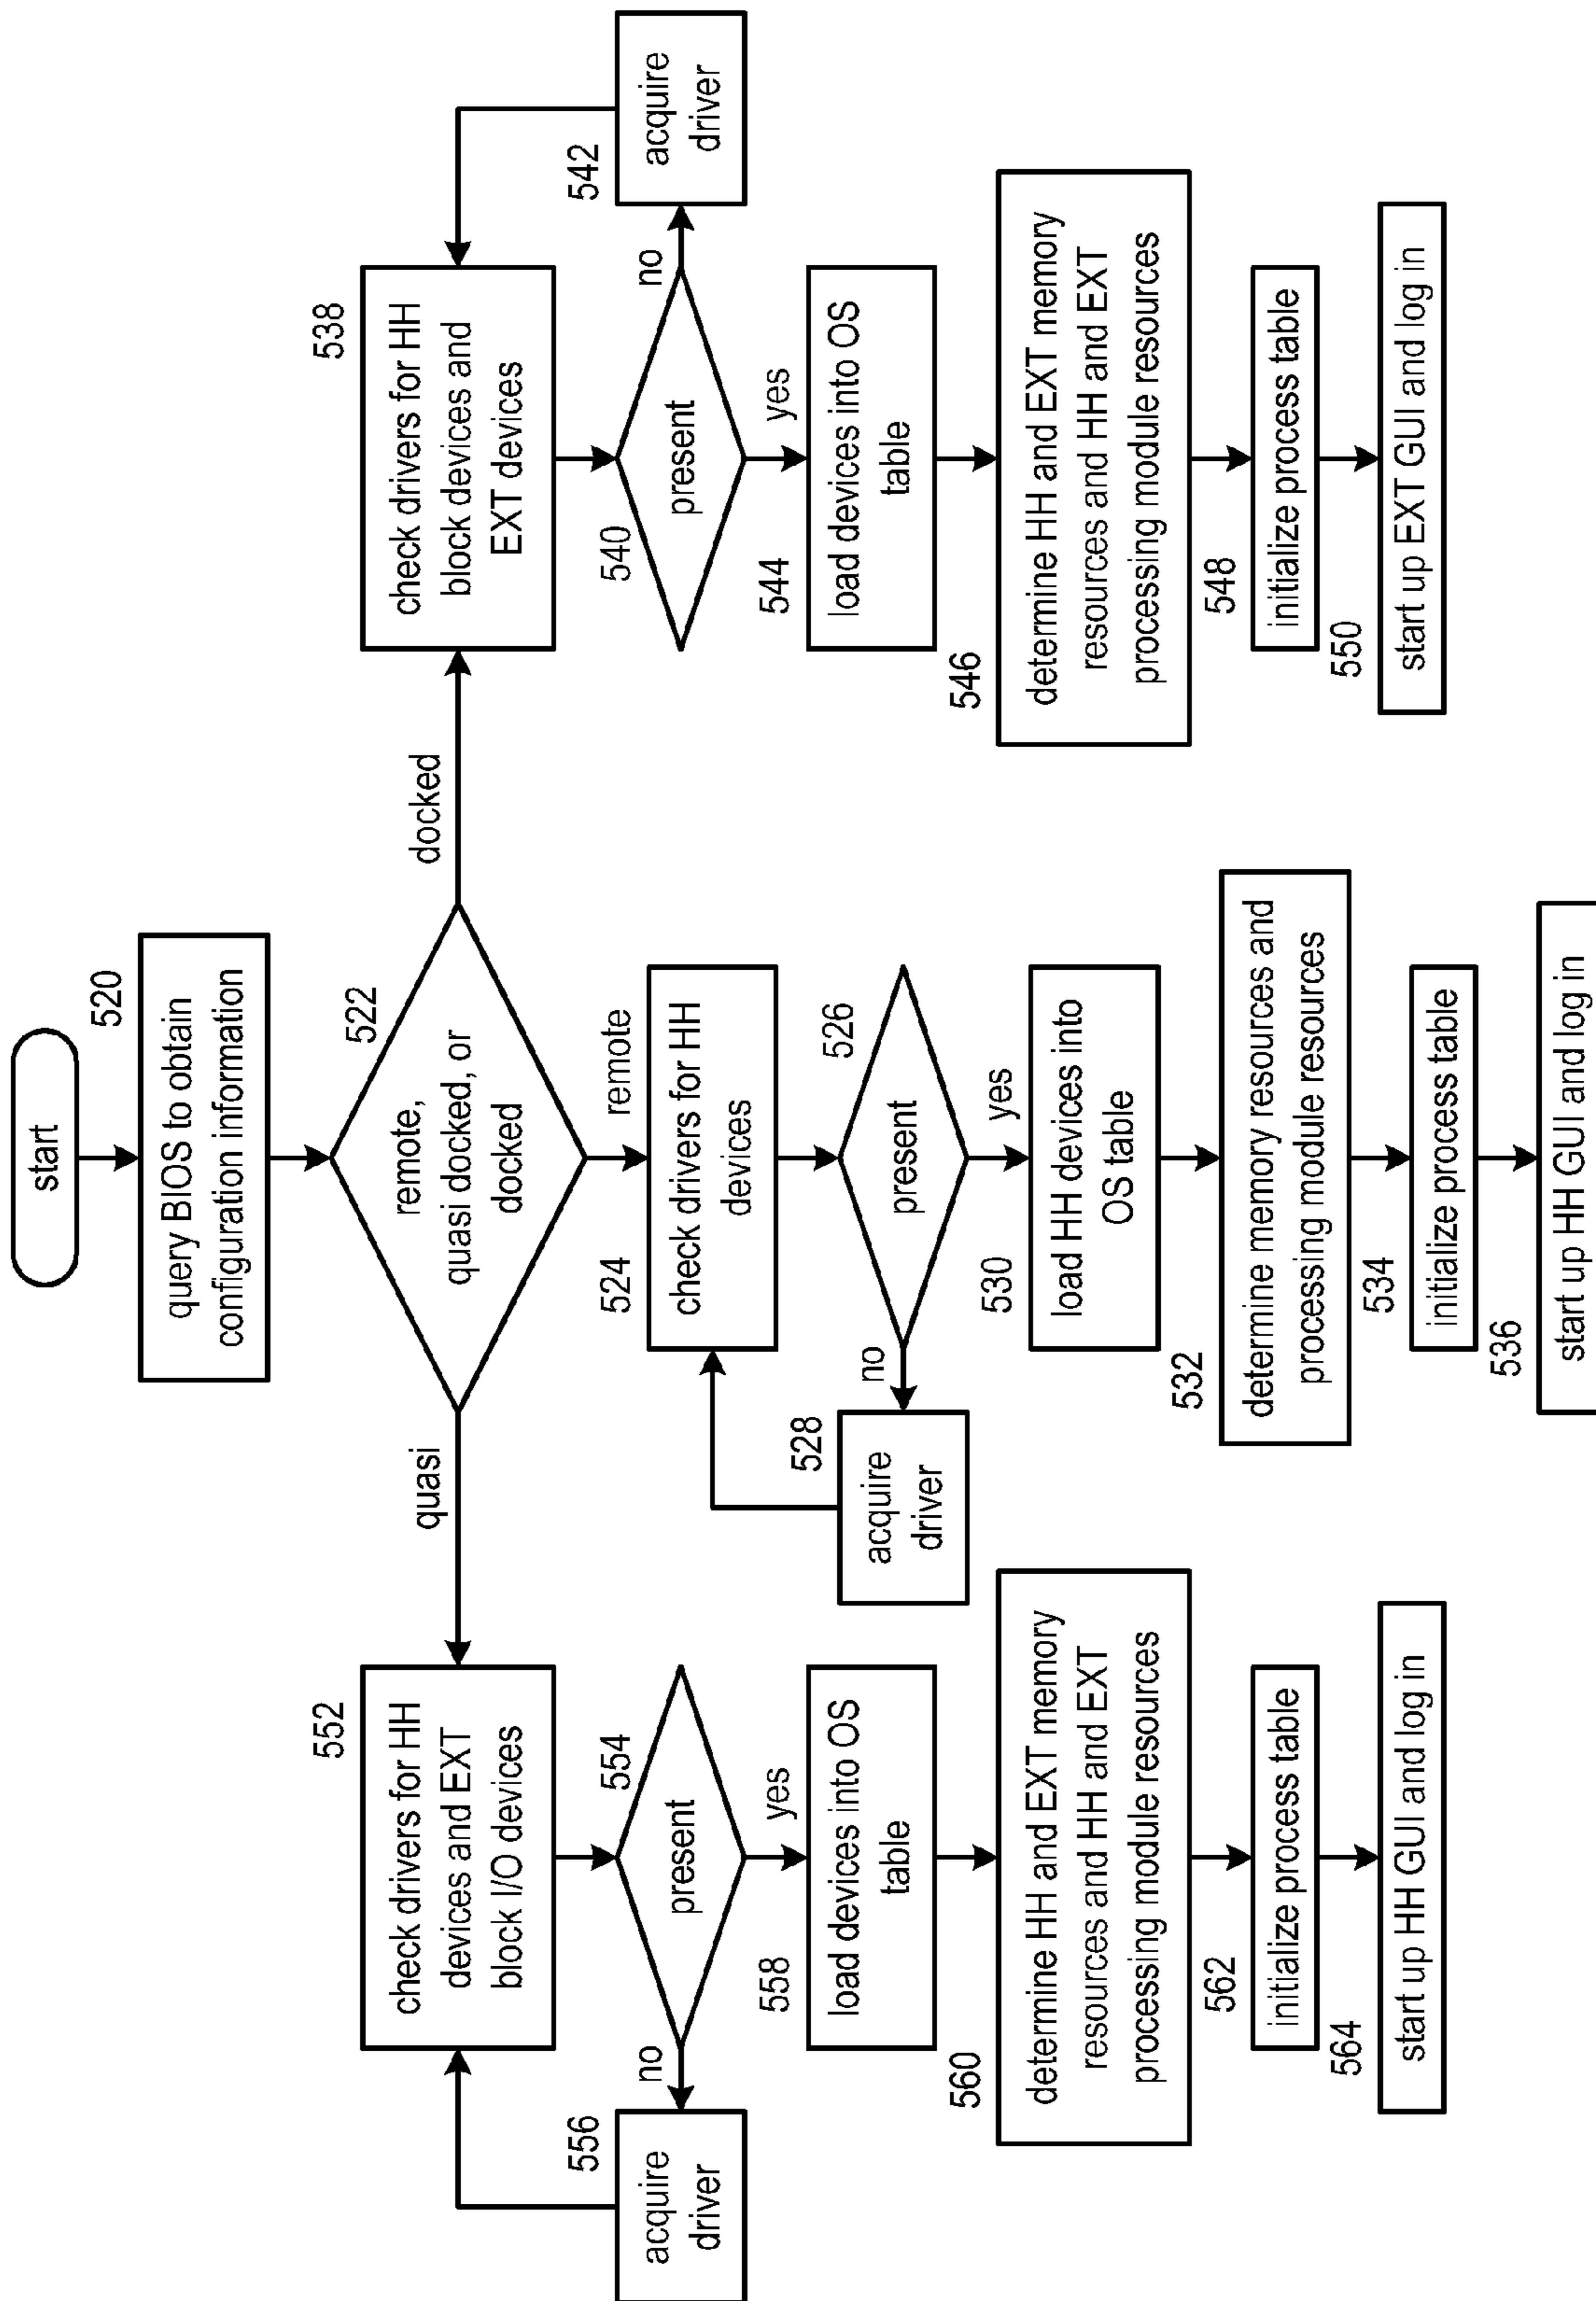 start
520
query BIOS to obtain
configuration information
522
remote,
quasi docked, or
docked
quasi
remote
docked
552
check drivers for HH
devices and EXT
block I/O devices
554
present
no
556
acquire
driver
yes
558
load devices into OS
table
560
determine HH and EXT memory
resources and HH and EXT
processing module resources
562
initialize process table
564
start up HH GUI and log in
524
check drivers for HH
devices
526
present
no
528
acquire
driver
yes
530
load HH devices into
OS table
532
determine memory resources and
processing module resources
534
initialize process table
536
start up HH GUI and log in
538
check drivers for HH
block devices and
EXT devices
540
present
no
542
acquire
driver
yes
544
load devices into OS
table
546
determine HH and EXT memory
resources and HH and EXT
processing module resources
548
initialize process table
550
start up EXT GUI and log in